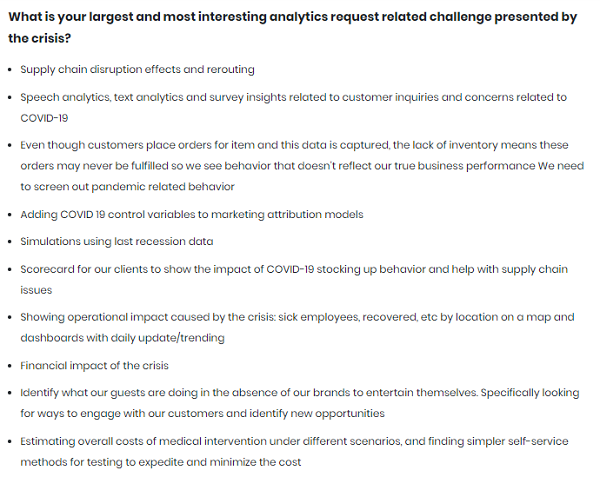 What is your largest and most interesting analytics request related challenge presented by
the crisis?
• Supply chain disruption effects and rerouting
• Speech analytics, text analytics and survey insights related to customer inquiries and concerns related to
COVID-19
• Even though customers place orders for item and this data is captured, the lack of inventory means these
orders may never be fulfilled so we see behavior that doesn't reflect our true business performance We need
to screen out pandemic related behavior
• Adding COVID 19 control variables to marketing attribution models
• Simulations using last recession data
• Scorecard for our clients to show the impact of COVID-19 stocking up behavior and help with supply chain
issues
• Showing operational impact caused by the crisis: sick employees, recovered, etc by location on a map and
dashboards with daily update/trending
• Financial impact of the crisis
• Identify what our guests are doing in the absence of our brands to entertain themselves. Specifically looking
for ways to engage with our customers and identify new opportunities
• Estimating overall costs of medical intervention under different scenarios, and finding simpler self-service
methods for testing to expedite and minimize the cost